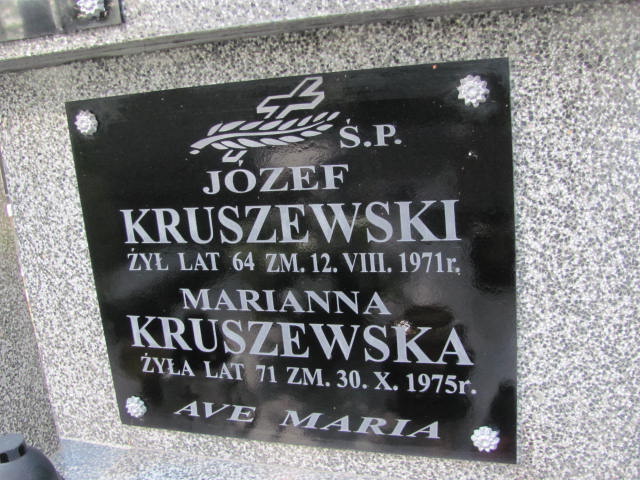 Ś.P.
JÓZEF
KRUSZEWSKI
ŻYŁ LAT 64 ZM. 12. VIII. 1971r.
MARIANNA
KRUSZEWSKA
ŻYŁA LAT 71 ZM. 30. X. 1975r.
AVE MARIA